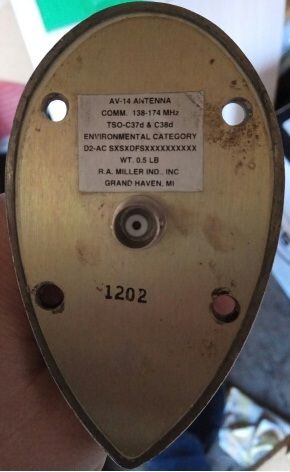 AV-14 ANTENNA
COMM. 138-174 MHz
TSO-C37d & C38d
ENVIRONMENTAL CATEGORY
D2-AC SXSXDFSXXXXXXXXXX
WT. 0.5 LB
R.A. MILLER IND., INC
GRAND HAVEN, MI
1202